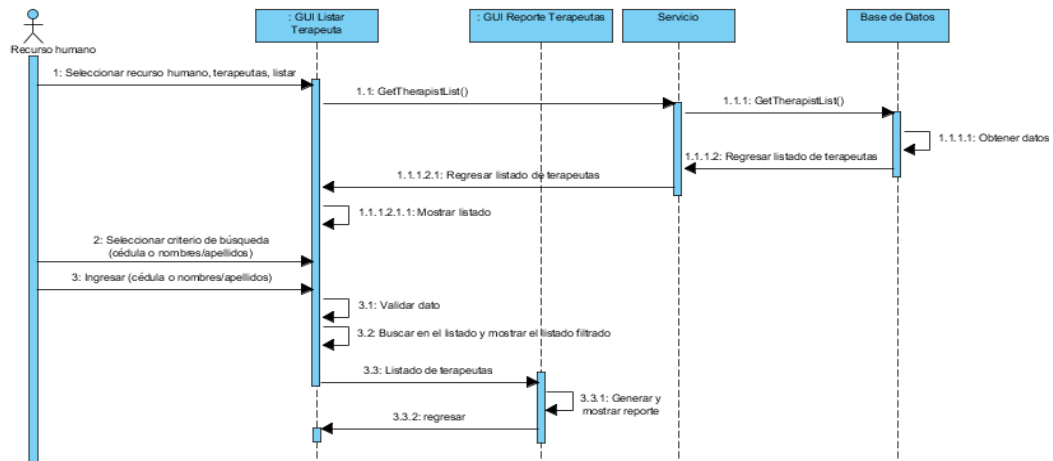 : GUI Listar
Terapeuta
: GUI Reporte Terapeutas
Servicio
Base de Datos
Recurso humano
1: Seleccionar recurso humano, terapeutas, listar
1.1: GetTherapistList()
1.1.1: GetTherapistList()
1.1.1.1: Obtener datos
1.1.1.2: Regresar listado de terapeutas
1.1.1.2.1: Regresar listado de terapeutas
1.1.1.2.1.1: Mostrar listado
2: Seleccionar criterio de búsqueda
(cédula o nombres/apellidos)
3: Ingresar (cédula o nombres/apellidos)
3.1: Validar dato
3.2: Buscar en el listado y mostrar el listado filtrado
3.3: Listado de terapeutas
3.3.1: Generar y
mostrar reporte
3.3.2: regresar